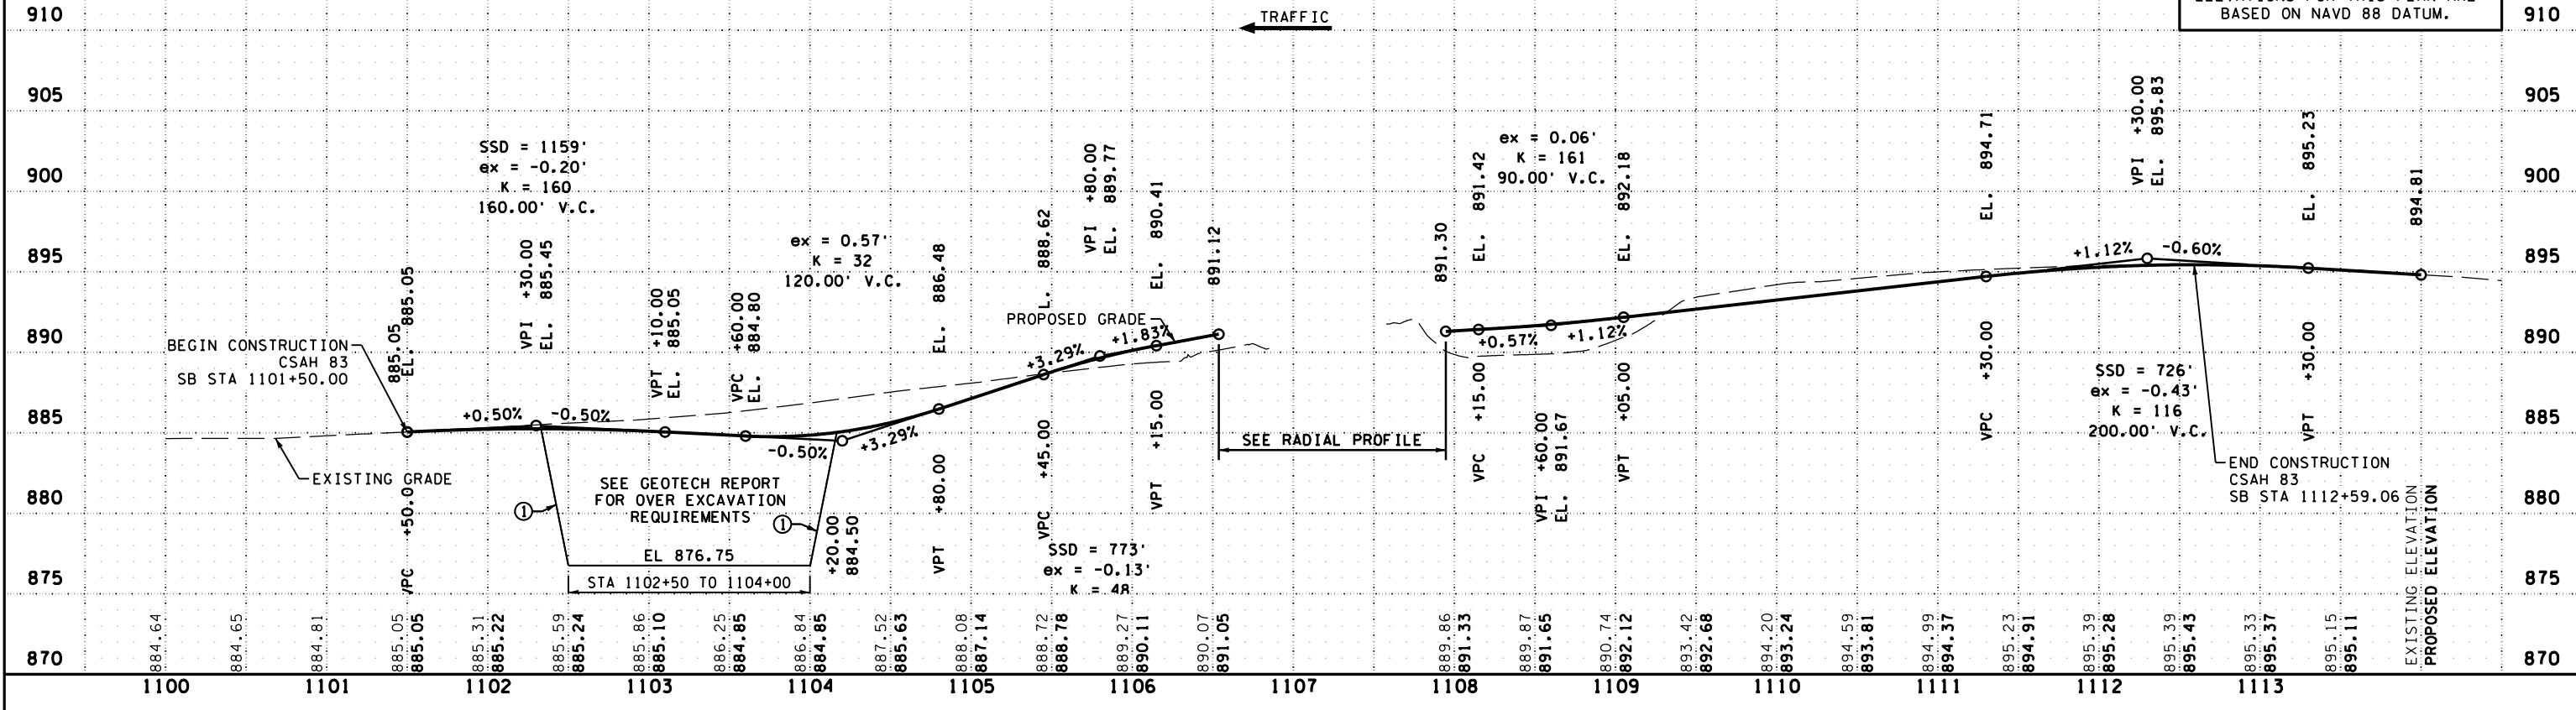 910
905
900
895
890
885
880
875
870
TRAFFIC
BASED ON NAVD 88 DATUM.
910
905
900
895
890
885
880
875
870
BEGIN CONSTRUCTION
CSAH 83
SB STA 1101+50.00
EXISTING GRADE
885.05
EL. 885.05
VPC +50.0
+0.50%
-0.50%
SSD = 1159'
ex = -0.20'
K = 160
160.00' V.C.
VPI +30.00
EL. 885.45
VPT +10.00
EL. 885.05
VPC +60.00
EL. 884.80
1
SEE GEOTECH REPORT
FOR OVER EXCAVATION
REQUIREMENTS
1
EL 876.75
STA 1102+50 TO 1104+00
-0.50%
+3.29%
+20.00
884.50
ex = 0.57'
K = 32
120.00' V.C.
EL. 886.48
VPT +80.00
888.62
VPC +45.00
PROPOSED GRADE
+3.29%
+1.83%
VPI +80.00
EL. 889.77
EL. 890.41
VPT +15.00
SSD = 773'
ex = -0.13'
K = 48
891.12
SEE RADIAL PROFILE
891.30
EL. 891.42
VPC +15.00
ex = 0.06'
K = 161
90.00' V.C.
+0.57%
+1.12%
VPI +60.00
EL. 891.67
EL. 892.18
VPT +05.00
EL. 894.71
VPC +30.00
VPI +30.00
EL. 895.83
+1.12%
-0.60%
SSD = 726'
ex = -0.43'
K = 116
200.00' V.C.
EL. 895.23
VPT +30.00
894.81
END CONSTRUCTION
CSAH 83
SB STA 1112+59.06
EXISTING ELEVATION
PROPOSED ELEVATION
884.64
884.65
884.81
885.05
885.05
885.31
885.22
885.59
885.24
885.86
885.10
886.25
884.85
886.84
884.85
887.52
885.63
888.08
887.14
888.72
888.78
889.27
890.11
890.07
891.05
889.86
891.33
889.87
891.65
890.74
892.12
893.42
892.68
894.20
893.24
894.59
893.81
894.99
894.37
895.23
894.91
895.39
895.28
895.39
895.43
895.33
895.37
895.15
895.11
1100 1101 1102 1103 1104 1105 1106 1107 1108 1109 1110 1111 1112 1113